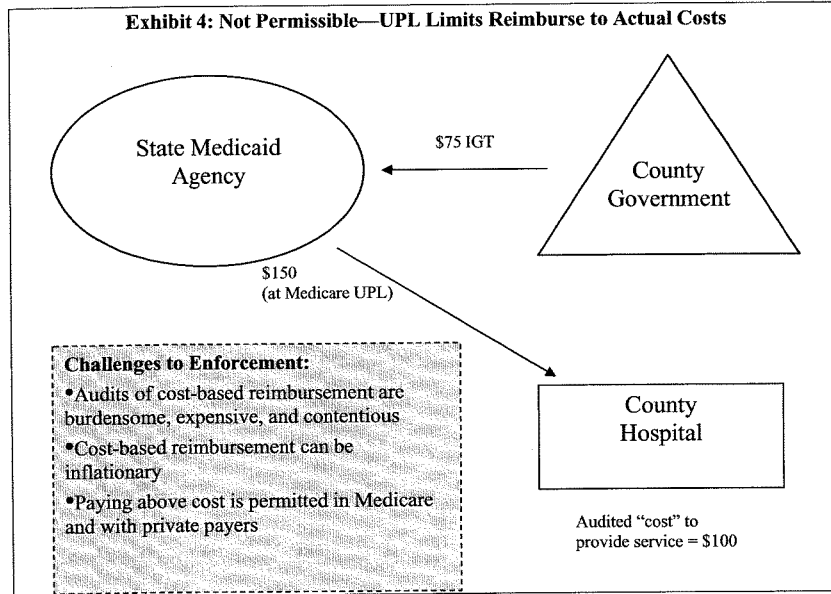 Exhibit 4: Not Permissible—UPL Limits Reimburse to Actual Costs
State Medicaid
Agency
$75 IGT
County
Government
$150
(at Medicare UPL)
Challenges to Enforcement:
•Audits of cost-based reimbursement are
burdensome, expensive, and contentious
•Cost-based reimbursement can be
inflationary
•Paying above cost is permitted in Medicare
and with private payers
County
Hospital
Audited “cost” to
provide service = $100